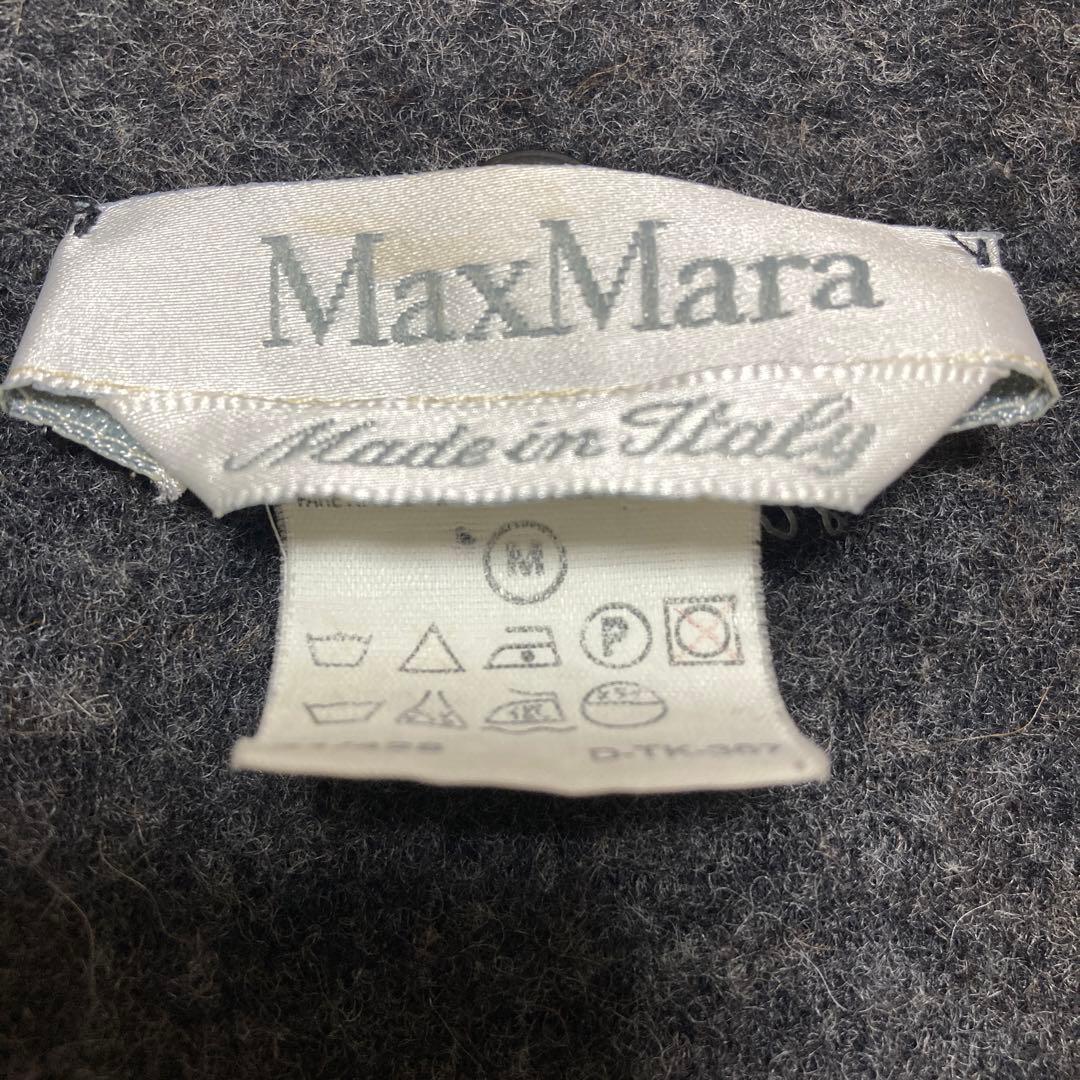 MaxMara
Made in Italy
M
P
D-TK-367